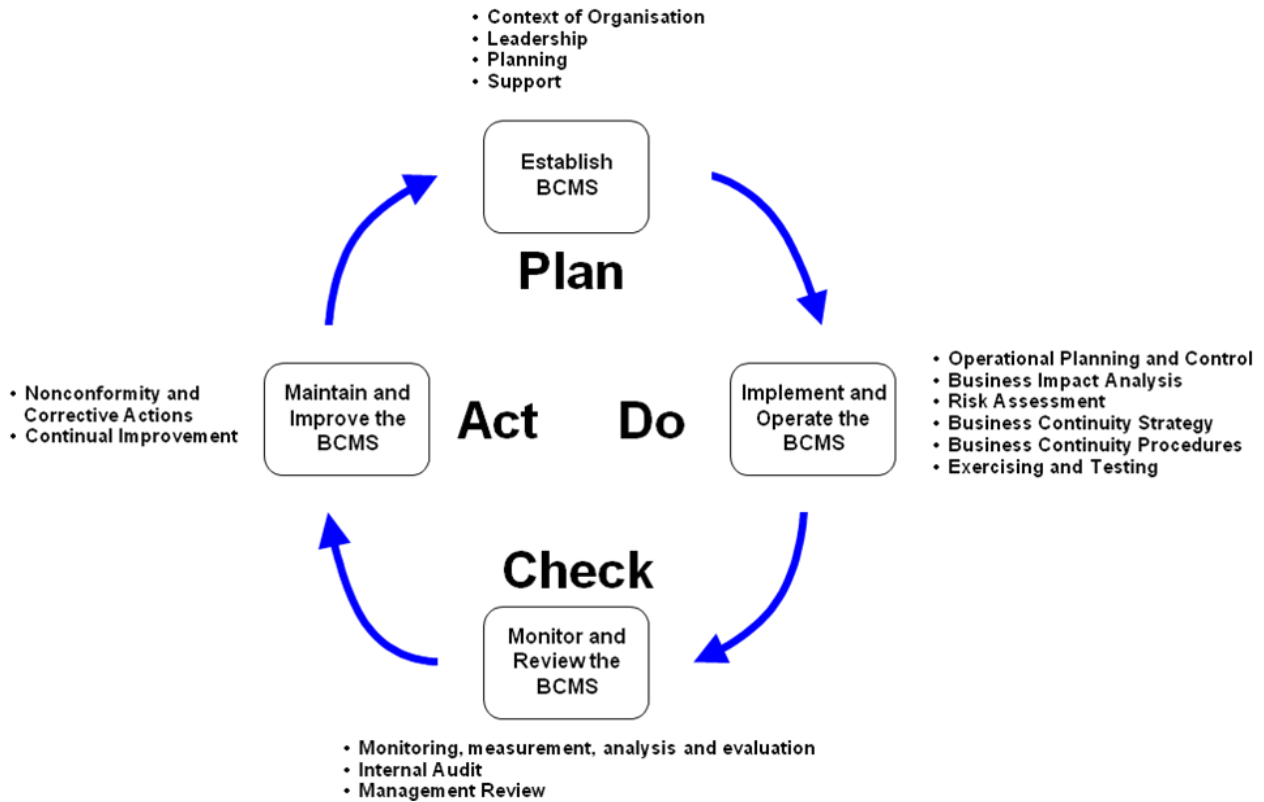 • Context of Organisation
• Leadership
• Planning
• Support
Establish
BCMS
Plan
• Nonconformity and
Corrective Actions
• Continual Improvement
Maintain and
Improve the
BCMS
Act
Do
Implement and
Operate the
BCMS
• Operational Planning and Control
• Business Impact Analysis
• Risk Assessment
• Business Continuity Strategy
• Business Continuity Procedures
• Exercising and Testing
Check
Monitor and
Review the
BCMS
• Monitoring, measurement, analysis and evaluation
• Internal Audit
• Management Review